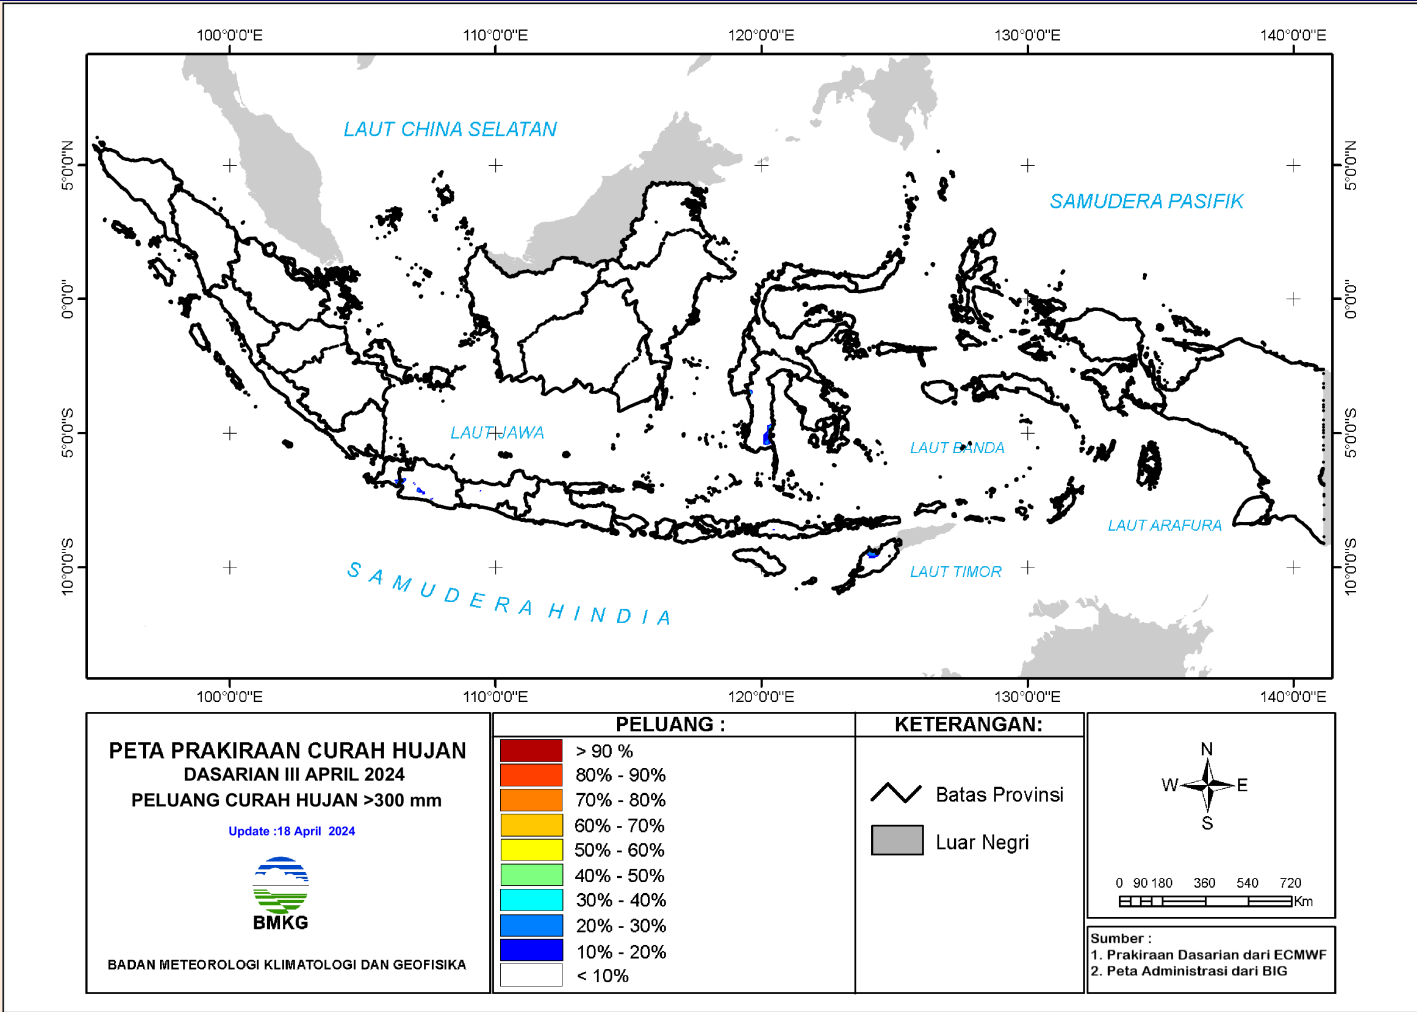 100°0'0"E 110°0'0"E 120°0'0"E 130°0'0"E 140°0'0"E
LAUT CHINA SELATAN
5°0'0"N 5°0'0"N
SAMUDERA PASIFIK
0°0'0" 0°0'0"
LAUT JAWA
5°0'0"S 5°0'0"S
LAUT BANDA
LAUT ARAFURA
10°0'0"S 10°0'0"S
LAUT TIMOR
SAMUDERA HINDIA
100°0'0"E 110°0'0"E 120°0'0"E 130°0'0"E 140°0'0"E
PETA PRAKIRAAN CURAH HUJAN
DASARIAN III APRIL 2024
PELUANG CURAH HUJAN >300 mm
Update :18 April 2024
BMKG
BADAN METEOROLOGI KLIMATOLOGI DAN GEOFISIKA
PELUANG :
> 90 %
80% - 90%
70% - 80%
60% - 70%
50% - 60%
40% - 50%
30% - 40%
20% - 30%
10% - 20%
< 10%
KETERANGAN:
Batas Provinsi
Luar Negri
N
W E
S
0 90 180 360 540 720
Km
Sumber :
1. Prakiraan Dasarian dari ECMWF
2. Peta Administrasi dari BIG